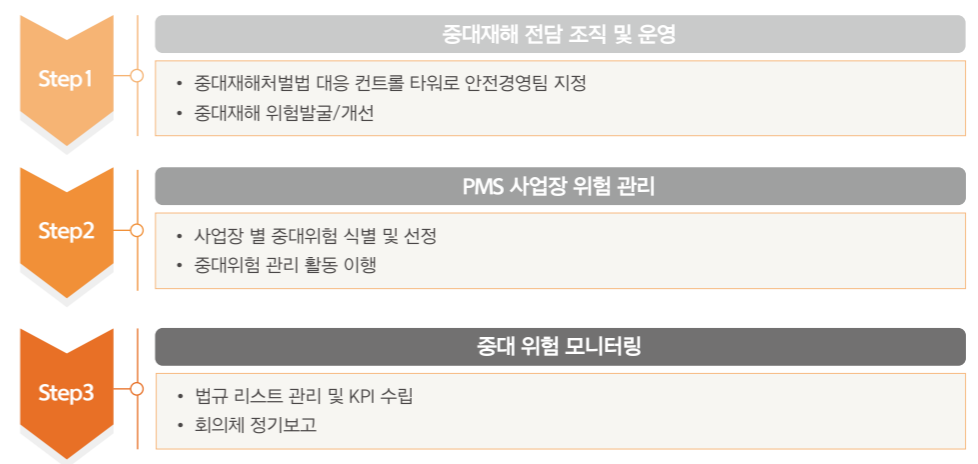 Step1
중대재해 전담 조직 및 운영
• 중대재해처벌법 대응 컨트롤 타워로 안전경영팀 지정
• 중대재해 위험발굴/개선
Step2
PMS 사업장 위험 관리
• 사업장 별 중대위험 식별 및 선정
• 중대위험 관리 활동 이행
Step3
중대 위험 모니터링
• 법규 리스트 관리 및 KPI 수립
• 회의체 정기보고